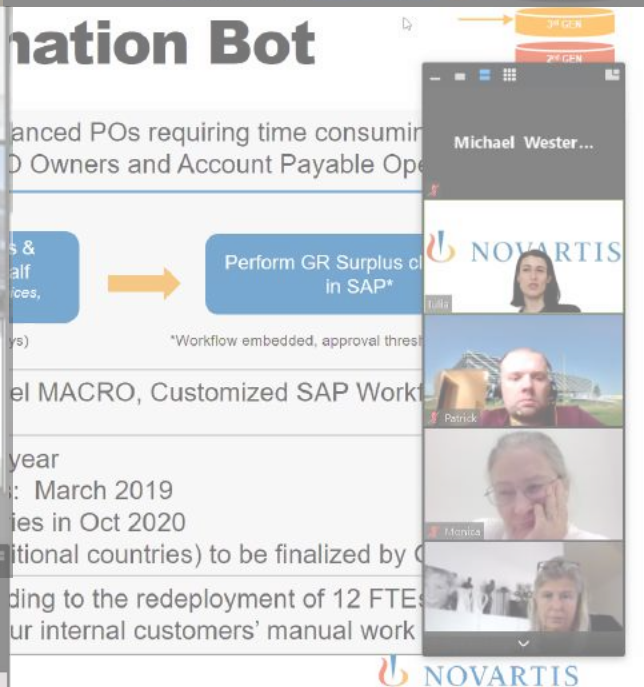 nation Bot
3rd GEN
2nd GEN
anced POs requiring time consumin
O Owners and Account Payable Ope
Michael Wester...
s &
alf
ices,
Perform GR Surplus cl
in SAP*
NOVARTIS
Iulia
ys)
*Workflow embedded, approval thresh
el MACRO, Customized SAP Workf
Patrick
year
s: March 2019
ies in Oct 2020
itional countries) to be finalized by
Monica
ding to the redeployment of 12 FTEs
ur internal customers' manual work
NOVARTIS